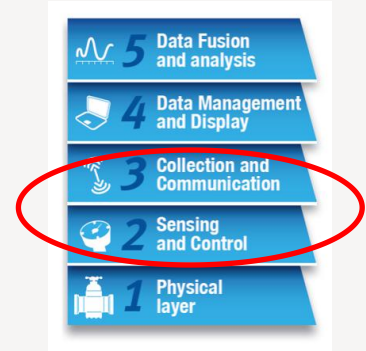 5 Data Fusion
and analysis
4 Data Management
and Display
3 Collection and
Communication
2 Sensing
and Control
1 Physical
layer